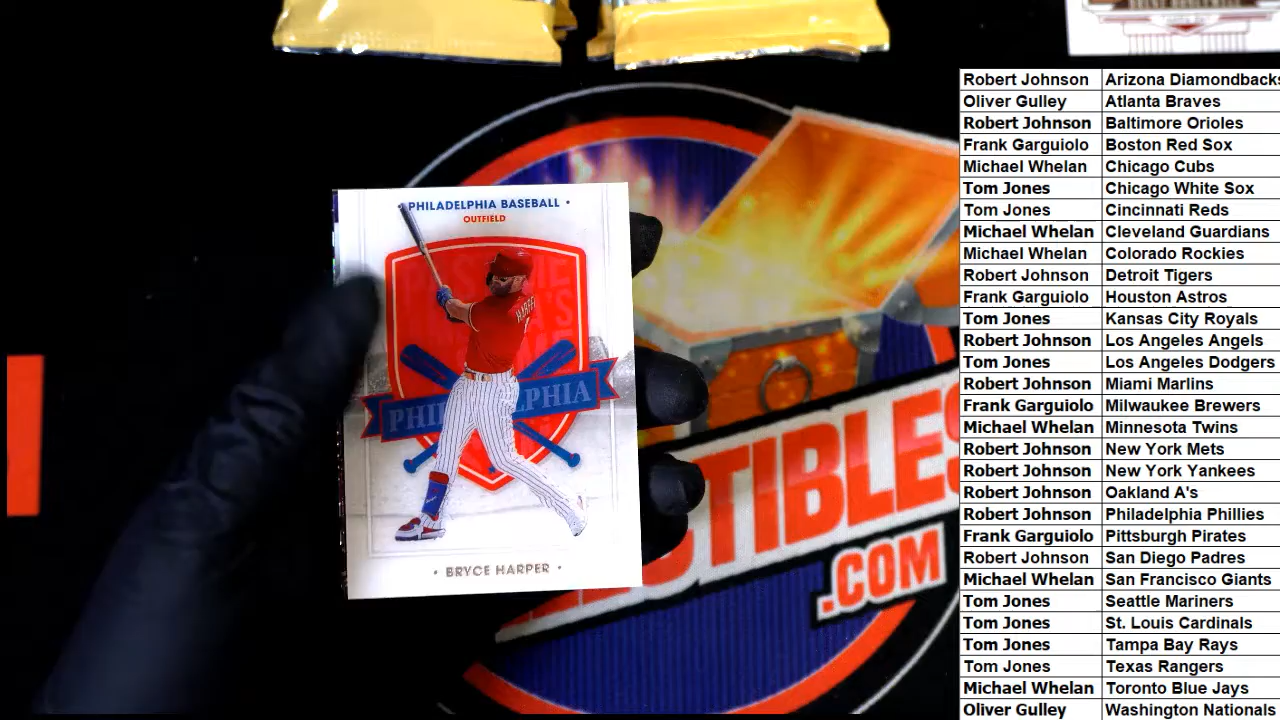 PHILADELPHIA BASEBALL •
OUTFIELD
HARPER
PHILADELPHIA
• BRYCE HARPER •
TIBLES
.COM
Robert Johnson Arizona Diamondbacks
Oliver Gulley Atlanta Braves
Robert Johnson Baltimore Orioles
Frank Garguiolo Boston Red Sox
Michael Whelan Chicago Cubs
Tom Jones Chicago White Sox
Tom Jones Cincinnati Reds
Michael Whelan Cleveland Guardians
Michael Whelan Colorado Rockies
Robert Johnson Detroit Tigers
Frank Garguiolo Houston Astros
Tom Jones Kansas City Royals
Robert Johnson Los Angeles Angels
Tom Jones Los Angeles Dodgers
Robert Johnson Miami Marlins
Frank Garguiolo Milwaukee Brewers
Michael Whelan Minnesota Twins
Robert Johnson New York Mets
Robert Johnson New York Yankees
Robert Johnson Oakland A's
Robert Johnson Philadelphia Phillies
Frank Garguiolo Pittsburgh Pirates
Robert Johnson San Diego Padres
Michael Whelan San Francisco Giants
Tom Jones Seattle Mariners
Tom Jones St. Louis Cardinals
Tom Jones Tampa Bay Rays
Tom Jones Texas Rangers
Michael Whelan Toronto Blue Jays
Oliver Gulley Washington Nationals